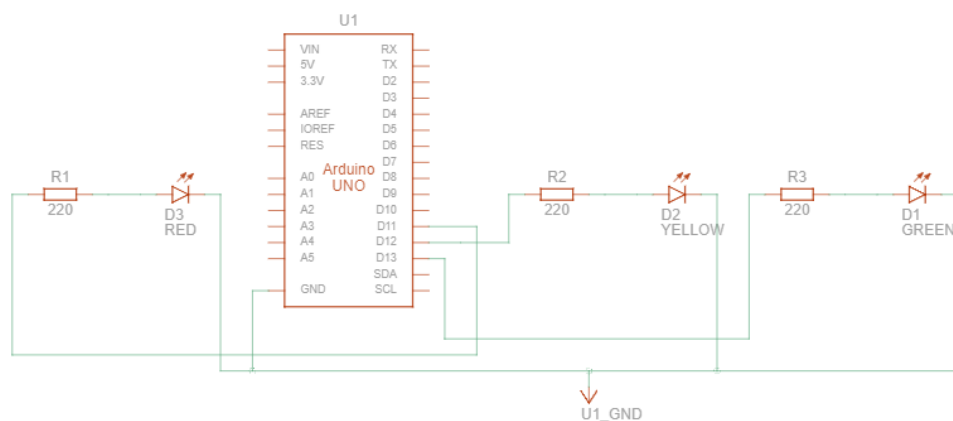 U1
VIN
5V
3.3V
AREF
IOREF
RES
A0
A1
A2
A3
A4
A5
GND
Arduino
UNO
RX
TX
D2
D3
D4
D5
D6
D7
D8
D9
D10
D11
D12
D13
SDA
SCL
R1
220
D3
RED
R2
220
D2
YELLOW
R3
220
D1
GREEN
U1_GND